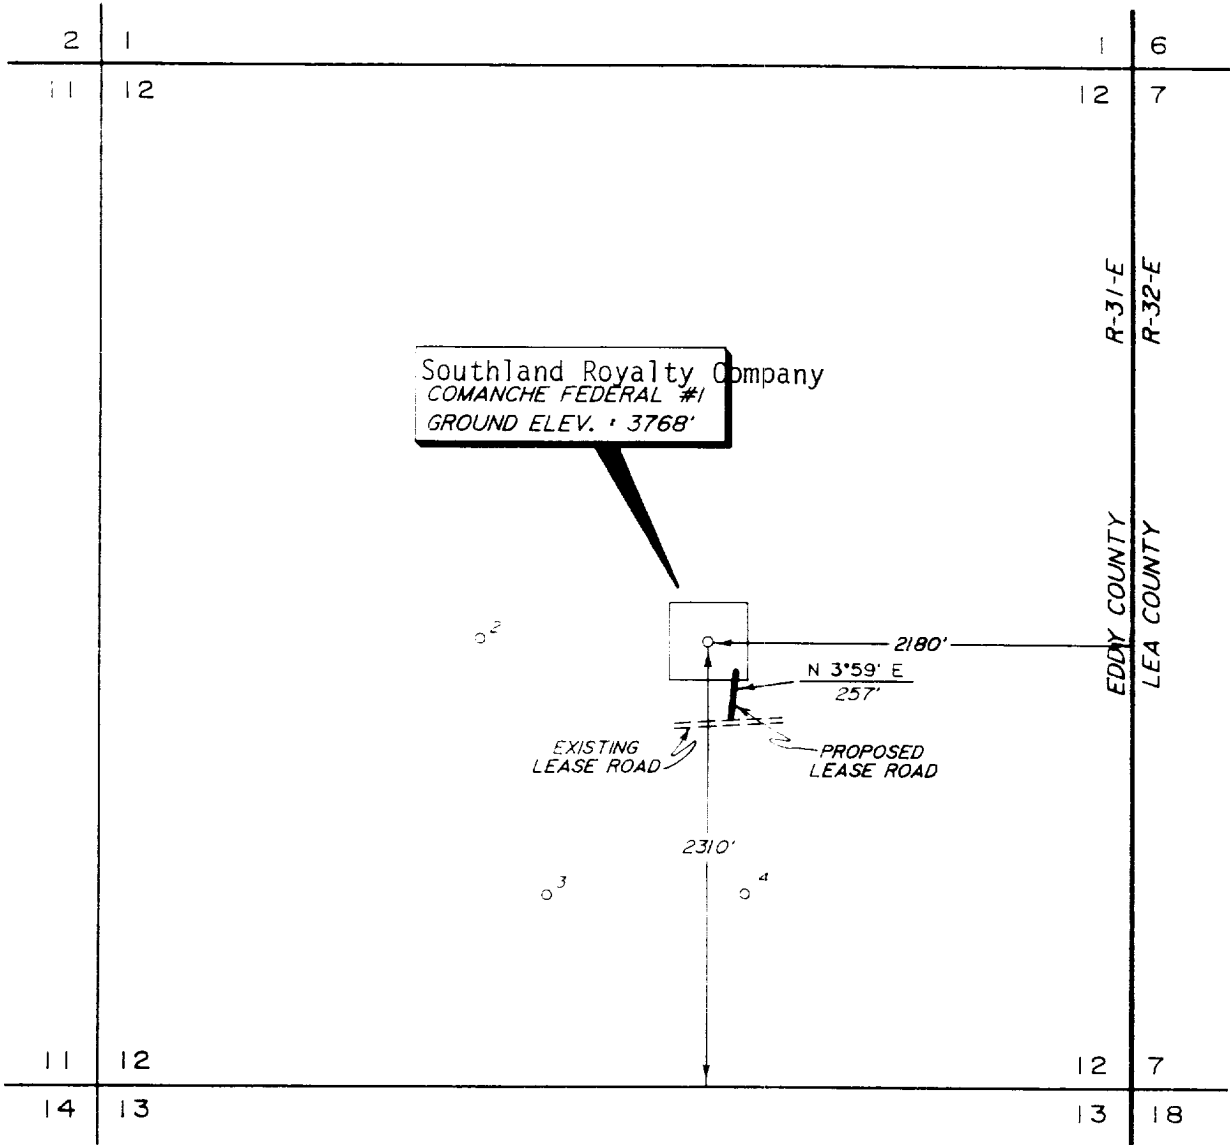 2 1
1 6
11 12
12 7
R-31-E
R-32-E
Southland Royalty Company
COMANCHE FEDERAL #1
GROUND ELEV. : 3768'
EDDY COUNTY
LEA COUNTY
2
2180'
N 3°59' E
257'
EXISTING
LEASE ROAD
PROPOSED
LEASE ROAD
2310'
3
4
11 12
12 7
14 13
13 18